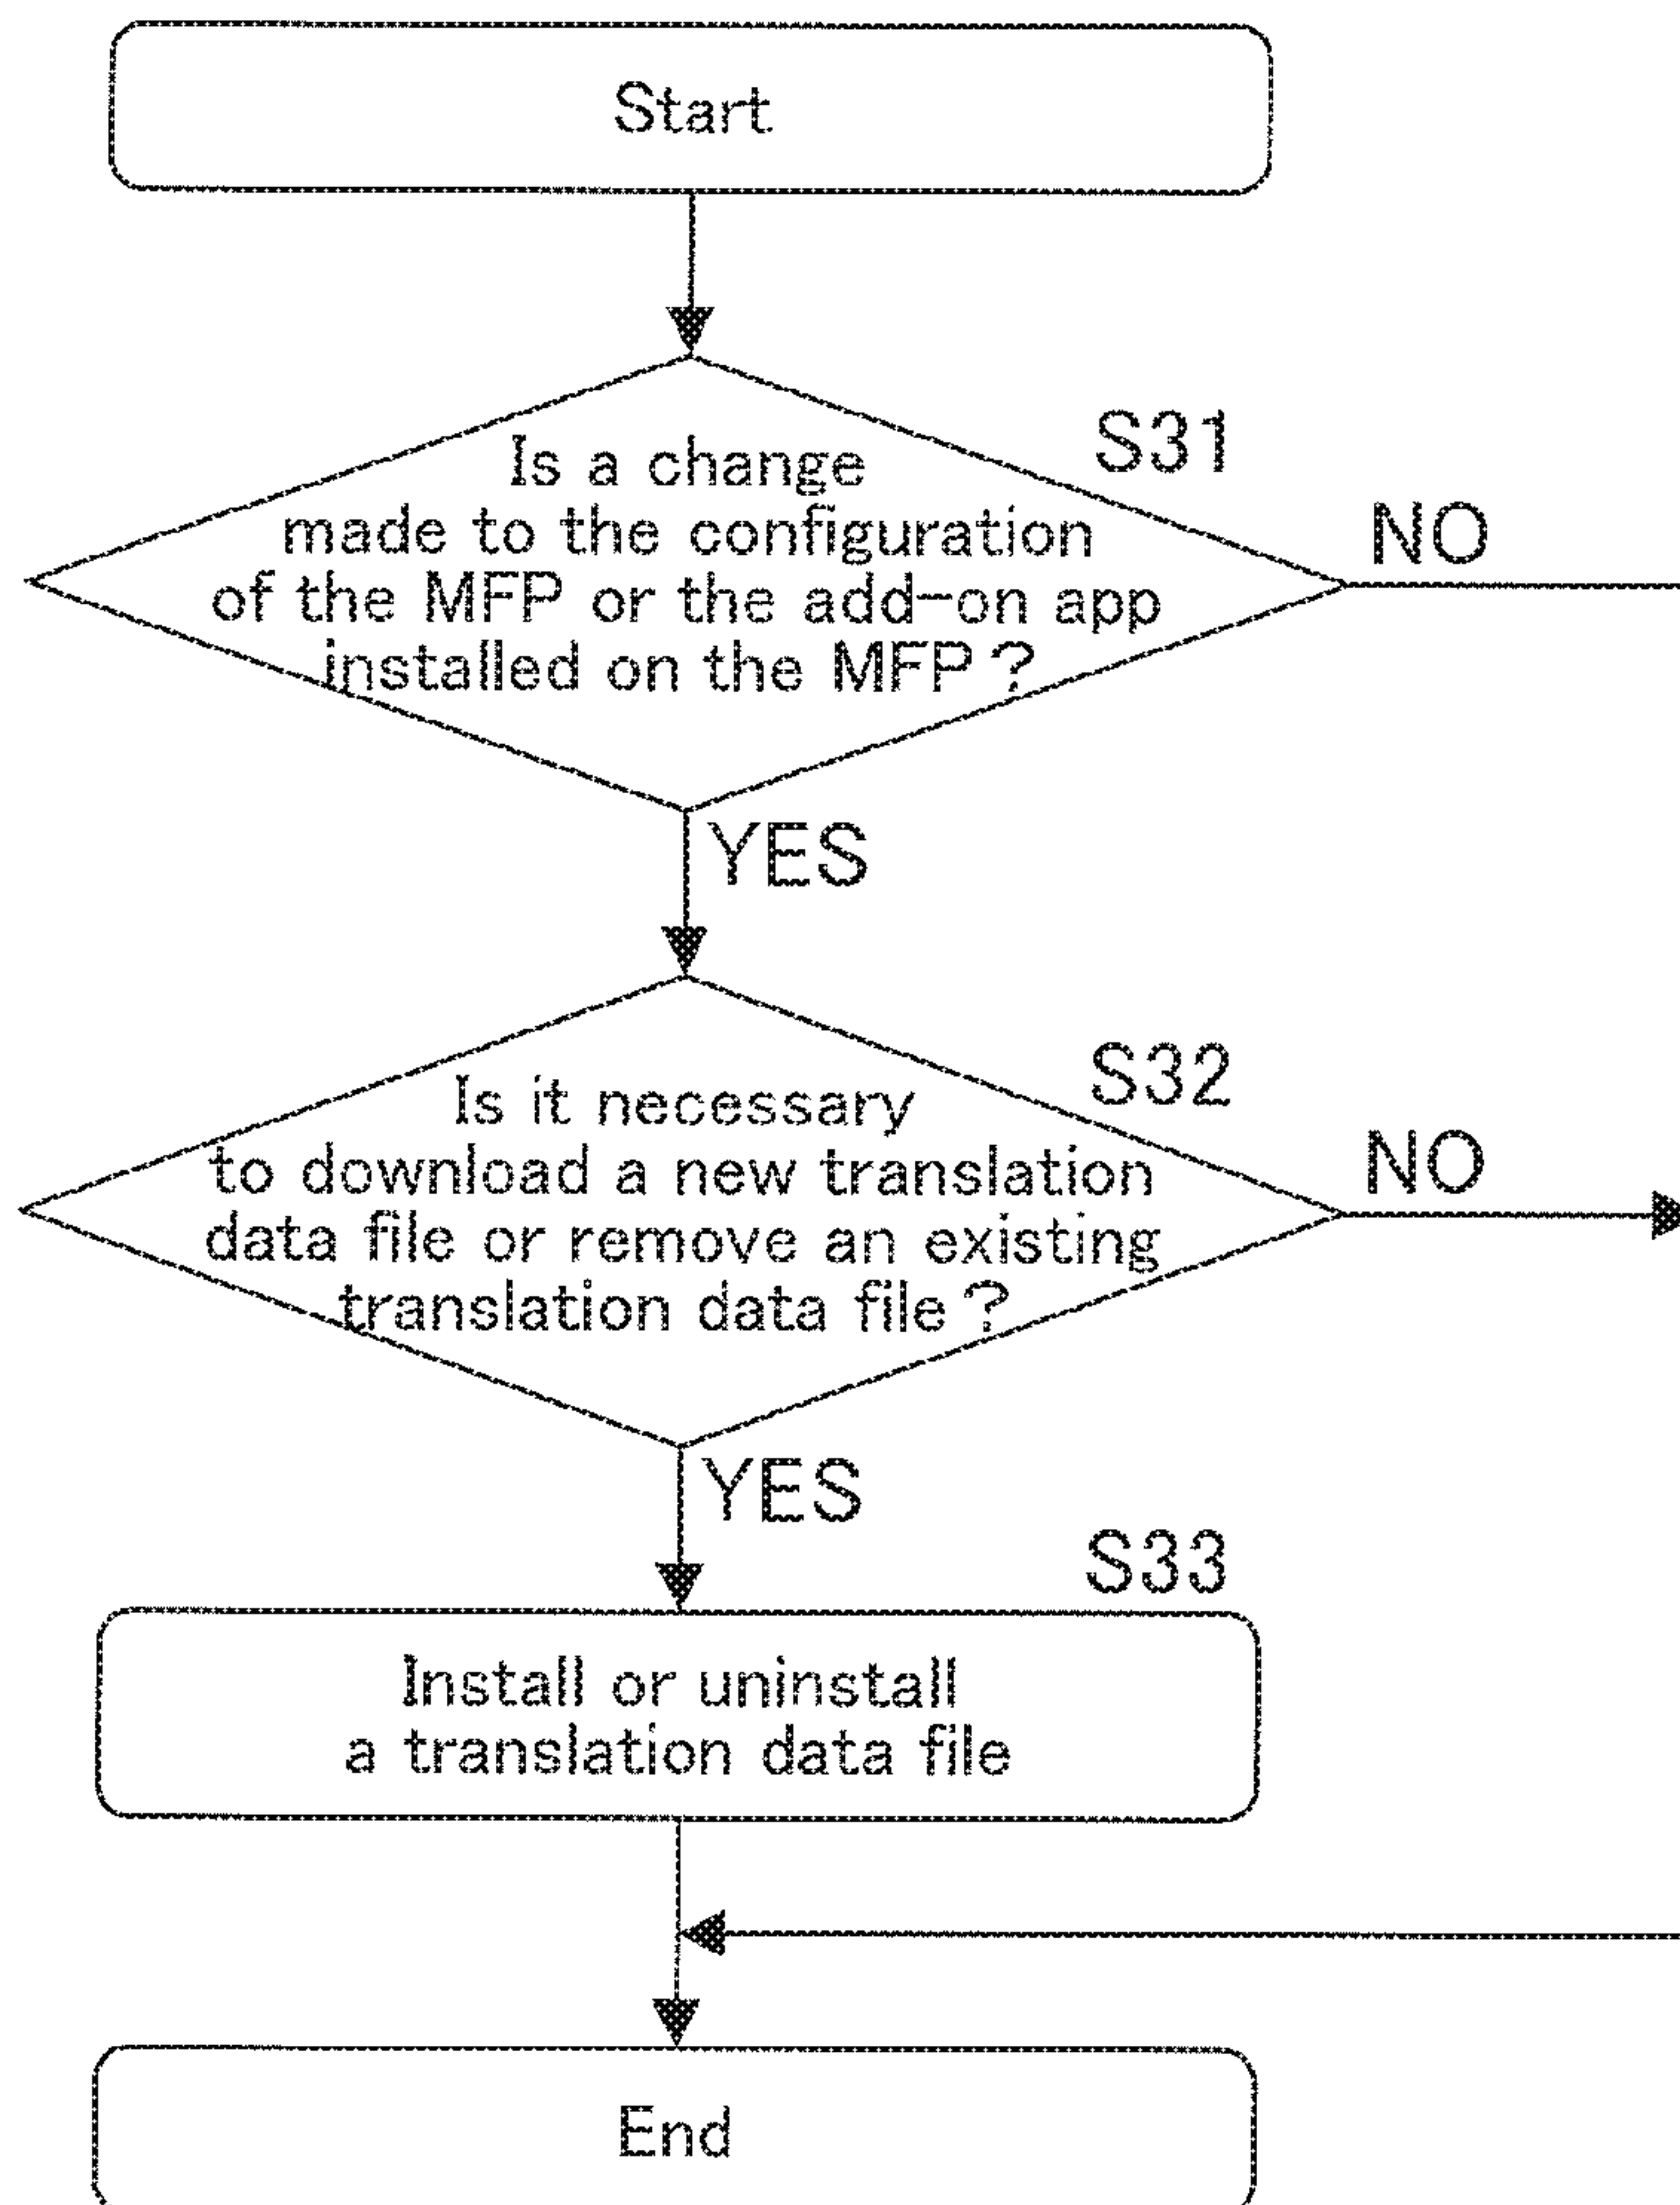 Start
S31
Is a change
made to the configuration
of the MFP or the add-on app
installed on the MFP?
NO
YES
S32
Is it necessary
to download a new translation
data file or remove an existing
translation data file?
NO
YES
S33
Install or uninstall
a translation data file
End